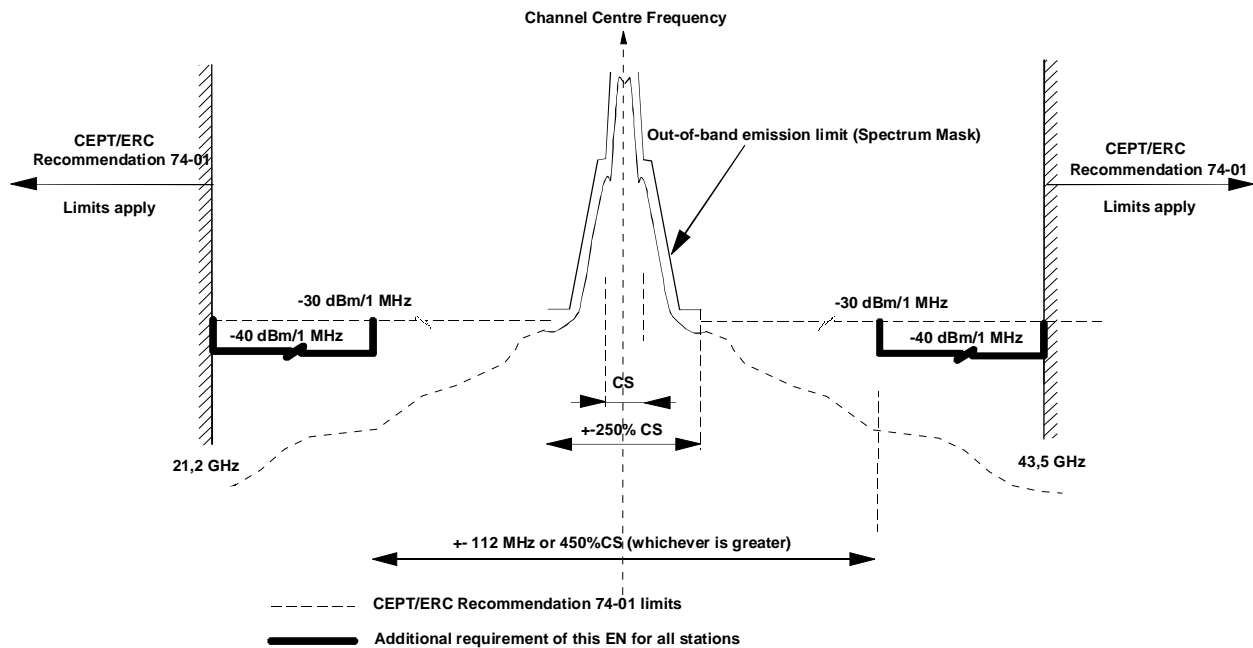 Channel Centre Frequency
Out-of-band emission limit (Spectrum Mask)
CEPT/ERC
Recommendation 74-01
Limits apply
CEPT/ERC
Recommendation 74-01
Limits apply
-30 dBm/1 MHz
-40 dBm/1 MHz
-30 dBm/1 MHz
-40 dBm/1 MHz
CS
+-250% CS
21,2 GHz
43,5 GHz
+- 112 MHz or 450%CS (whichever is greater)
CEPT/ERC Recommendation 74-01 limits
Additional requirement of this EN for all stations